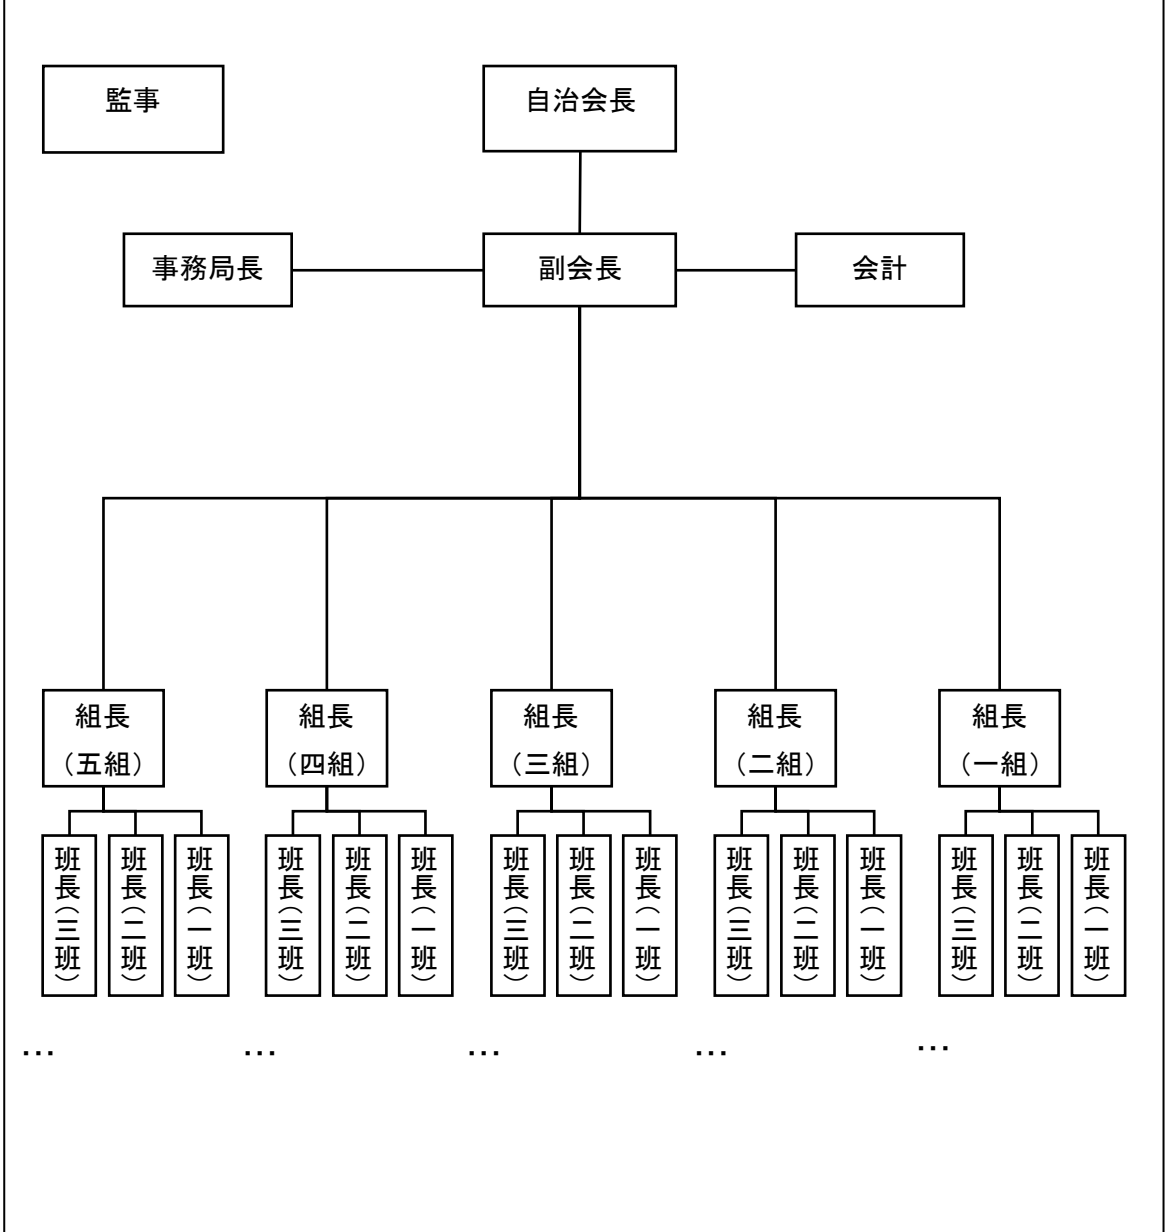 監事
自治会長
事務局長
副会長
会計
組長
（五組）
組長
（四組）
組長
（三組）
組長
（二組）
組長
（一組）
班長（三班）
班長（二班）
班長（一班）
班長（三班）
班長（二班）
班長（一班）
班長（三班）
班長（二班）
班長（一班）
班長（三班）
班長（二班）
班長（一班）
班長（三班）
班長（二班）
班長（一班）
…
…
…
…
…